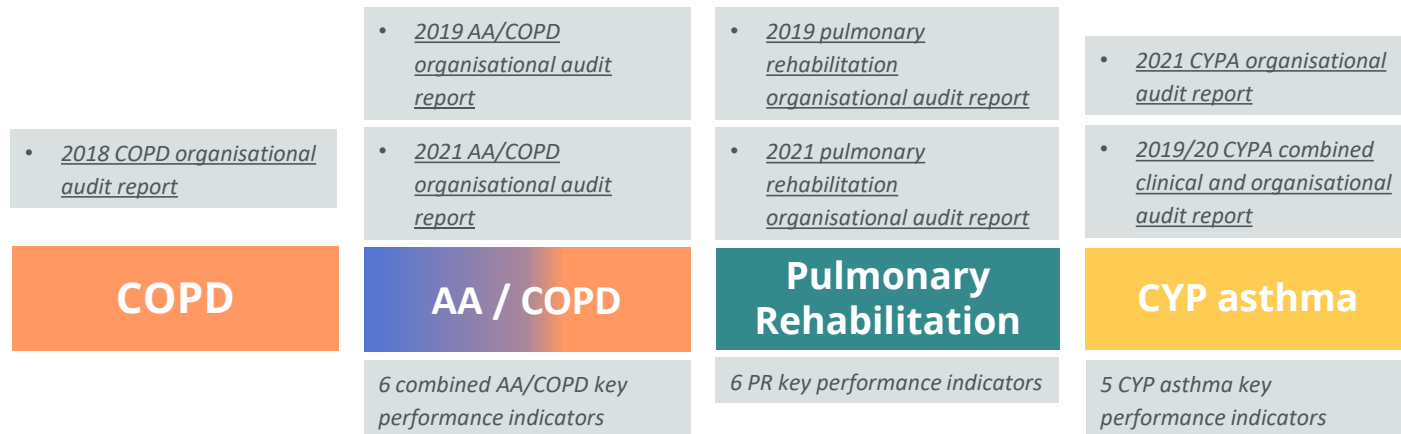 • 2018 COPD organisational
audit report
COPD
• 2019 AA/COPD
organisational audit
report
• 2021 AA/COPD
organisational audit
report
AA / COPD
6 combined AA/COPD key
performance indicators
• 2019 pulmonary
rehabilitation
organisational audit report
• 2021 pulmonary
rehabilitation
organisational audit report
Pulmonary
Rehabilitation
6 PR key performance indicators
• 2021 CYPA organisational
audit report
• 2019/20 CYPA combined
clinical and organisational
audit report
CYP asthma
5 CYP asthma key
performance indicators